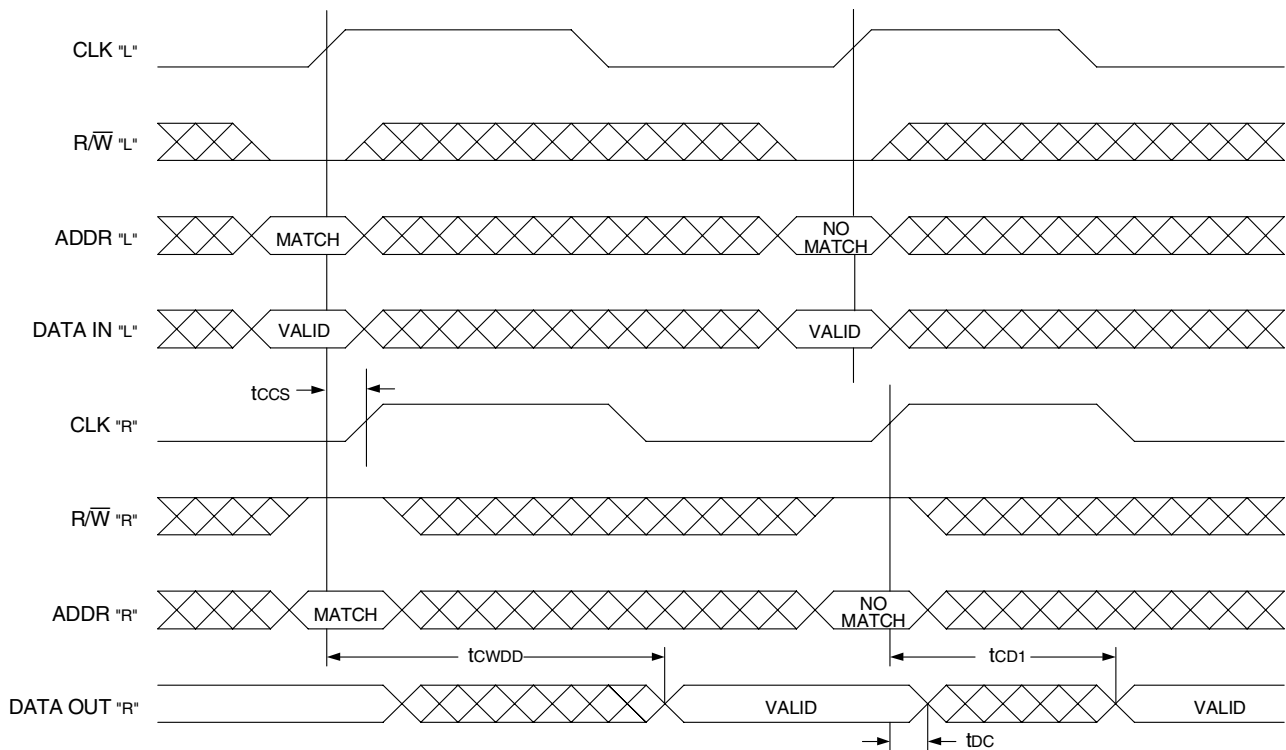 CLK "L"
R/W̅ "L"
ADDR "L"
MATCH
NO
MATCH
DATA IN "L"
VALID
VALID
tCCS
CLK "R"
R/W̅ "R"
ADDR "R"
MATCH
NO
MATCH
tCWDD
tCD1
DATA OUT "R"
VALID
VALID
tDC